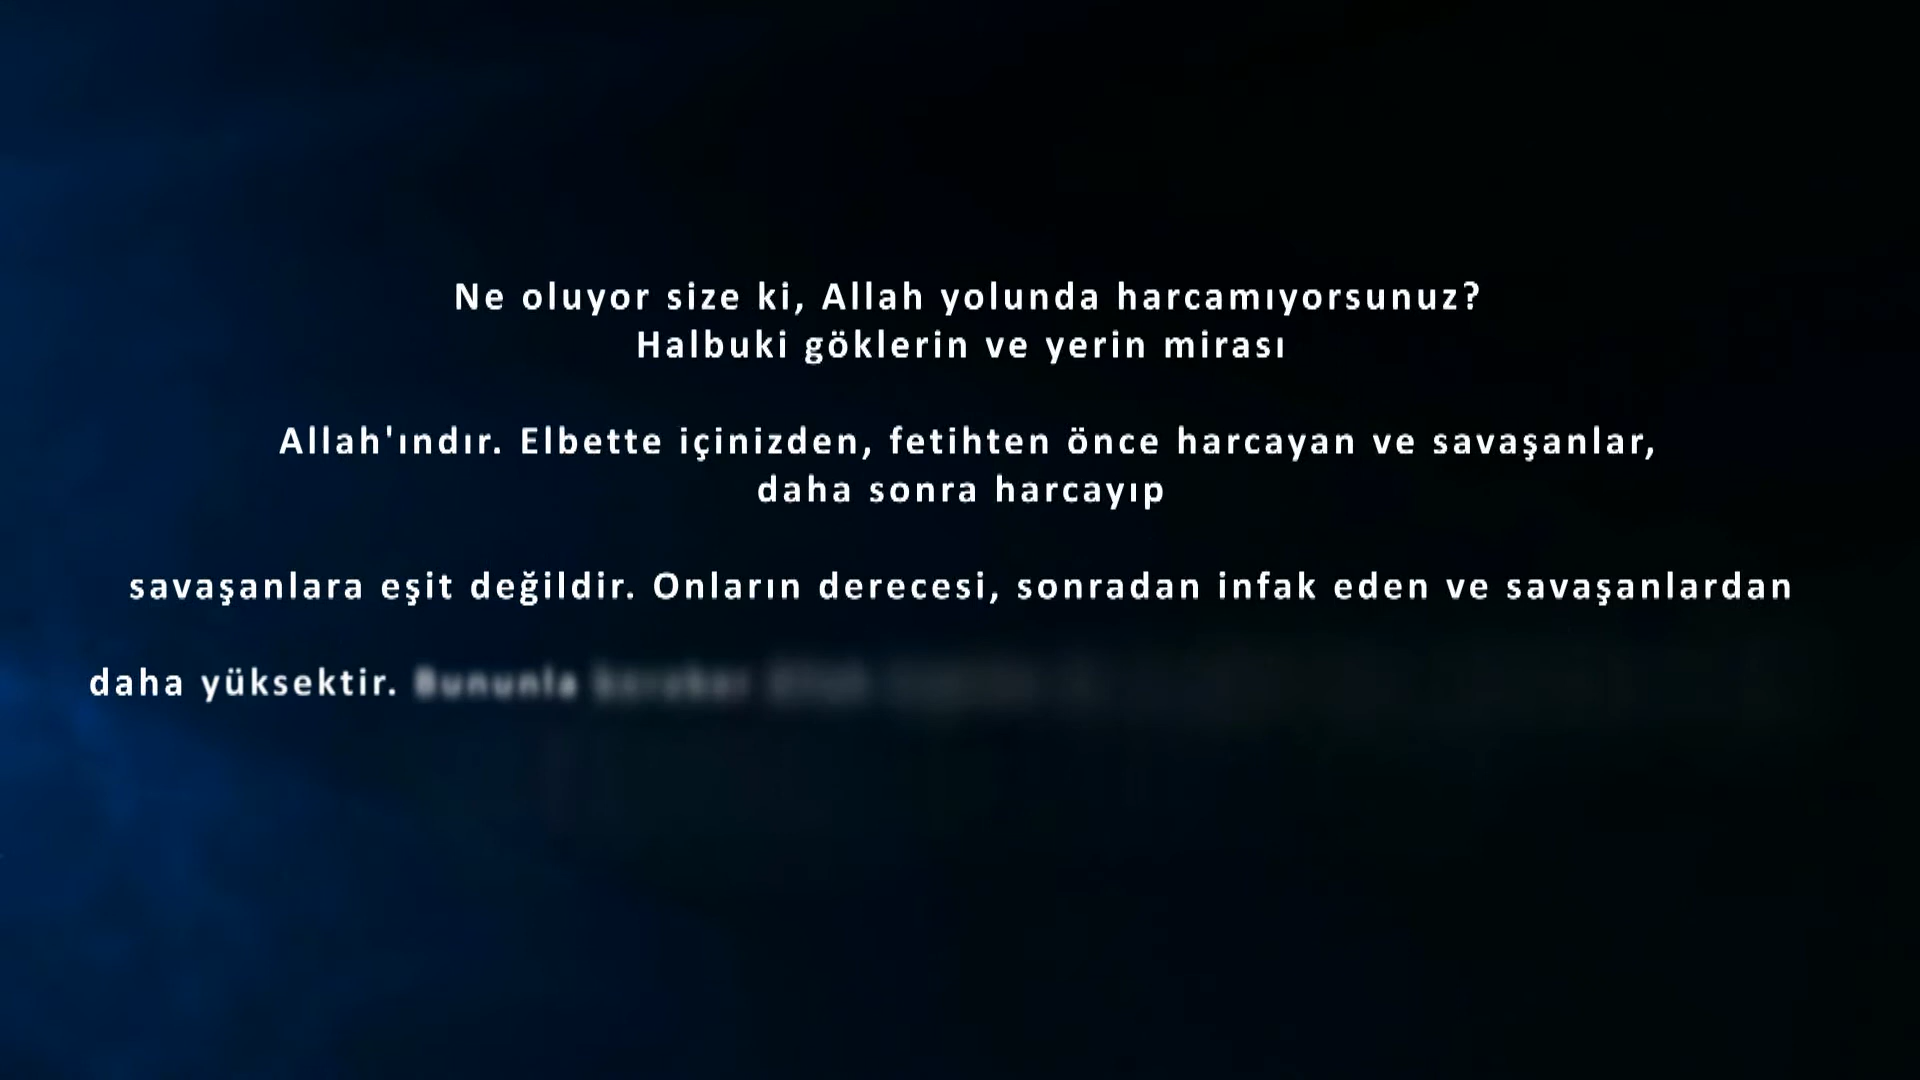 Ne oluyor size ki, Allah yolunda harcamıyorsunuz?
Halbuki göklerin ve yerin mirası
Allah'ındır. Elbette içinizden, fetihten önce harcayan ve savaşanlar,
daha sonra harcayıp
savaşanlara eşit değildir. Onların derecesi, sonradan infak eden ve savaşanlardan
daha yüksektir. Bununla beraber